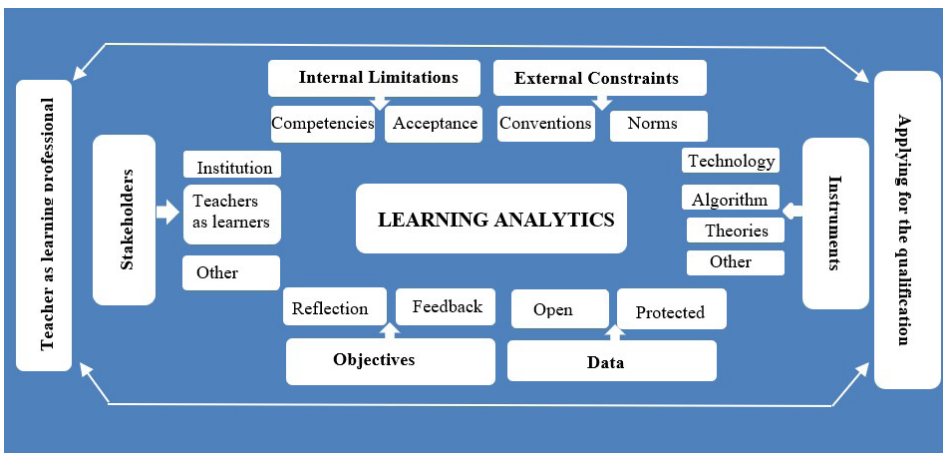 Teacher as learning professional
Stakeholders
Institution
Teachers
as learners
Other
Internal Limitations
Competencies
Acceptance
External Constraints
Conventions
Norms
LEARNING ANALYTICS
Reflection
Feedback
Objectives
Open
Protected
Data
Technology
Algorithm
Theories
Other
Instruments
Applying for the qualification